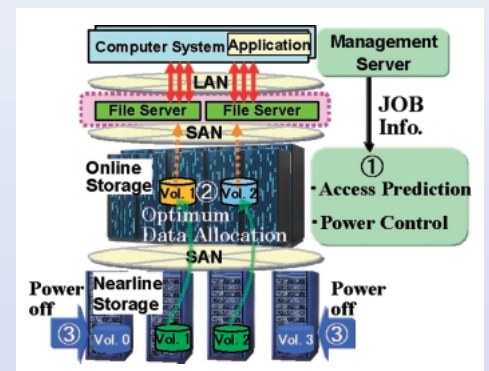 Computer System Application
Management
Server
LAN
File Server File Server
SAN
JOB
Info.
Online
Storage
Vol. 1 ② Vol. 2
Optimum
Data Allocation
①
· Access Prediction
· Power Control
SAN
Nearline
Storage
Power
off
③
Vol. 0 Vol. 1 Vol. 2 Vol. 3
Power
off
③